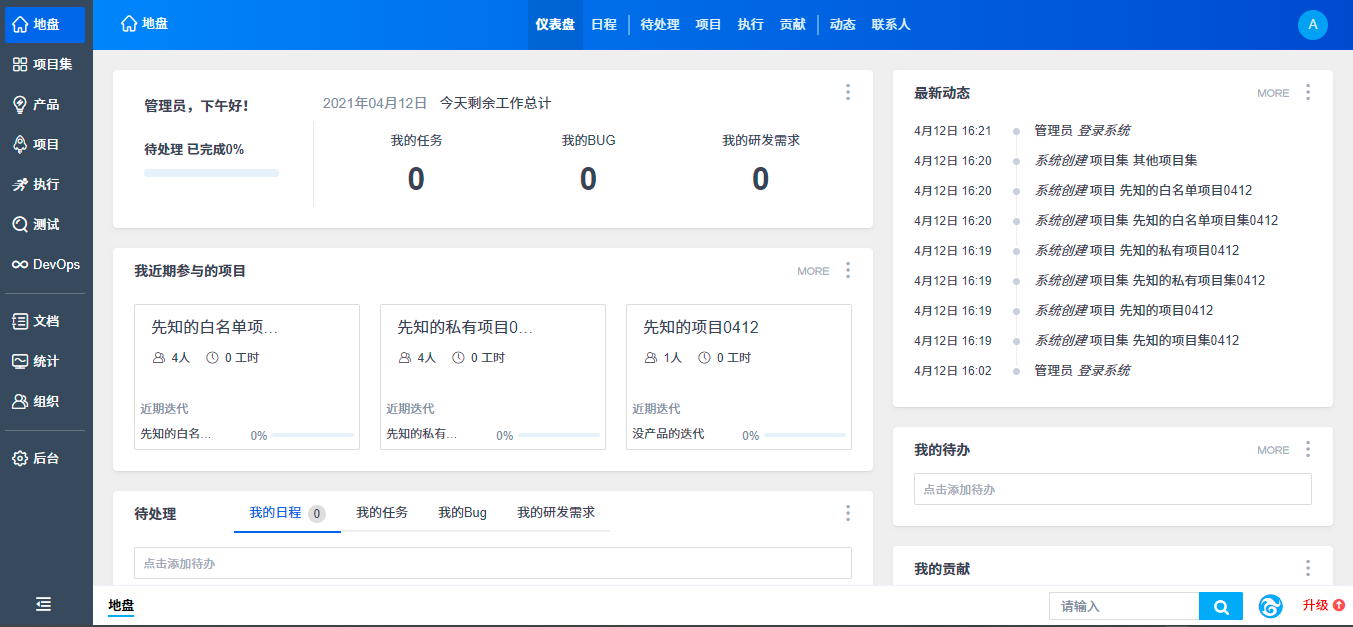 地盘
项目集
产品
项目
执行
测试
DevOps
文档
统计
组织
后台
地盘
仪表盘 日程 待处理 项目 执行 贡献 动态 联系人
A
管理员，下午好！
待处理 已完成0%
2021年04月12日 今天剩余工作总计
我的任务 我的BUG 我的研发需求
0 0 0
我近期参与的项目 MORE
先知的白名单项…
4人 0 工时
近期迭代
先知的白名… 0%
先知的私有项目0…
4人 0 工时
近期迭代
先知的私有… 0%
先知的项目0412
1人 0 工时
近期迭代
没产品的迭代 0%
待处理 我的日程 0 我的任务 我的Bug 我的研发需求
点击添加待办
最新动态 MORE
4月12日 16:21 管理员 登录系统
4月12日 16:20 系统创建 项目集 其他项目集
4月12日 16:20 系统创建 项目 先知的白名单项目0412
4月12日 16:20 系统创建 项目集 先知的白名单项目集0412
4月12日 16:19 系统创建 项目 先知的私有项目0412
4月12日 16:19 系统创建 项目集 先知的私有项目集0412
4月12日 16:19 系统创建 项目 先知的项目0412
4月12日 16:19 系统创建 项目集 先知的项目集0412
4月12日 16:02 管理员 登录系统
我的待办 MORE
点击添加待办
我的贡献
地盘
请输入
升级